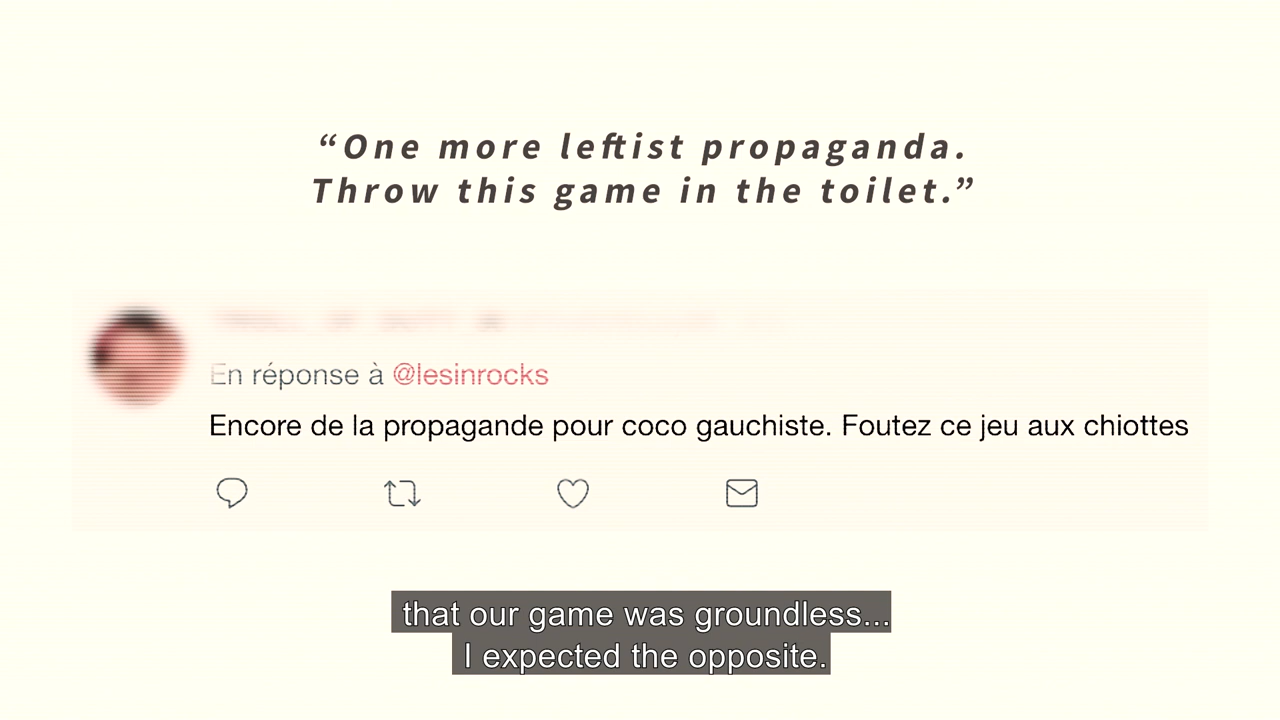 “One more leftist propaganda.
Throw this game in the toilet.”
En réponse à @lesinrocks
Encore de la propagande pour coco gauchiste. Foutez ce jeu aux chiottes
that our game was groundless...
I expected the opposite.